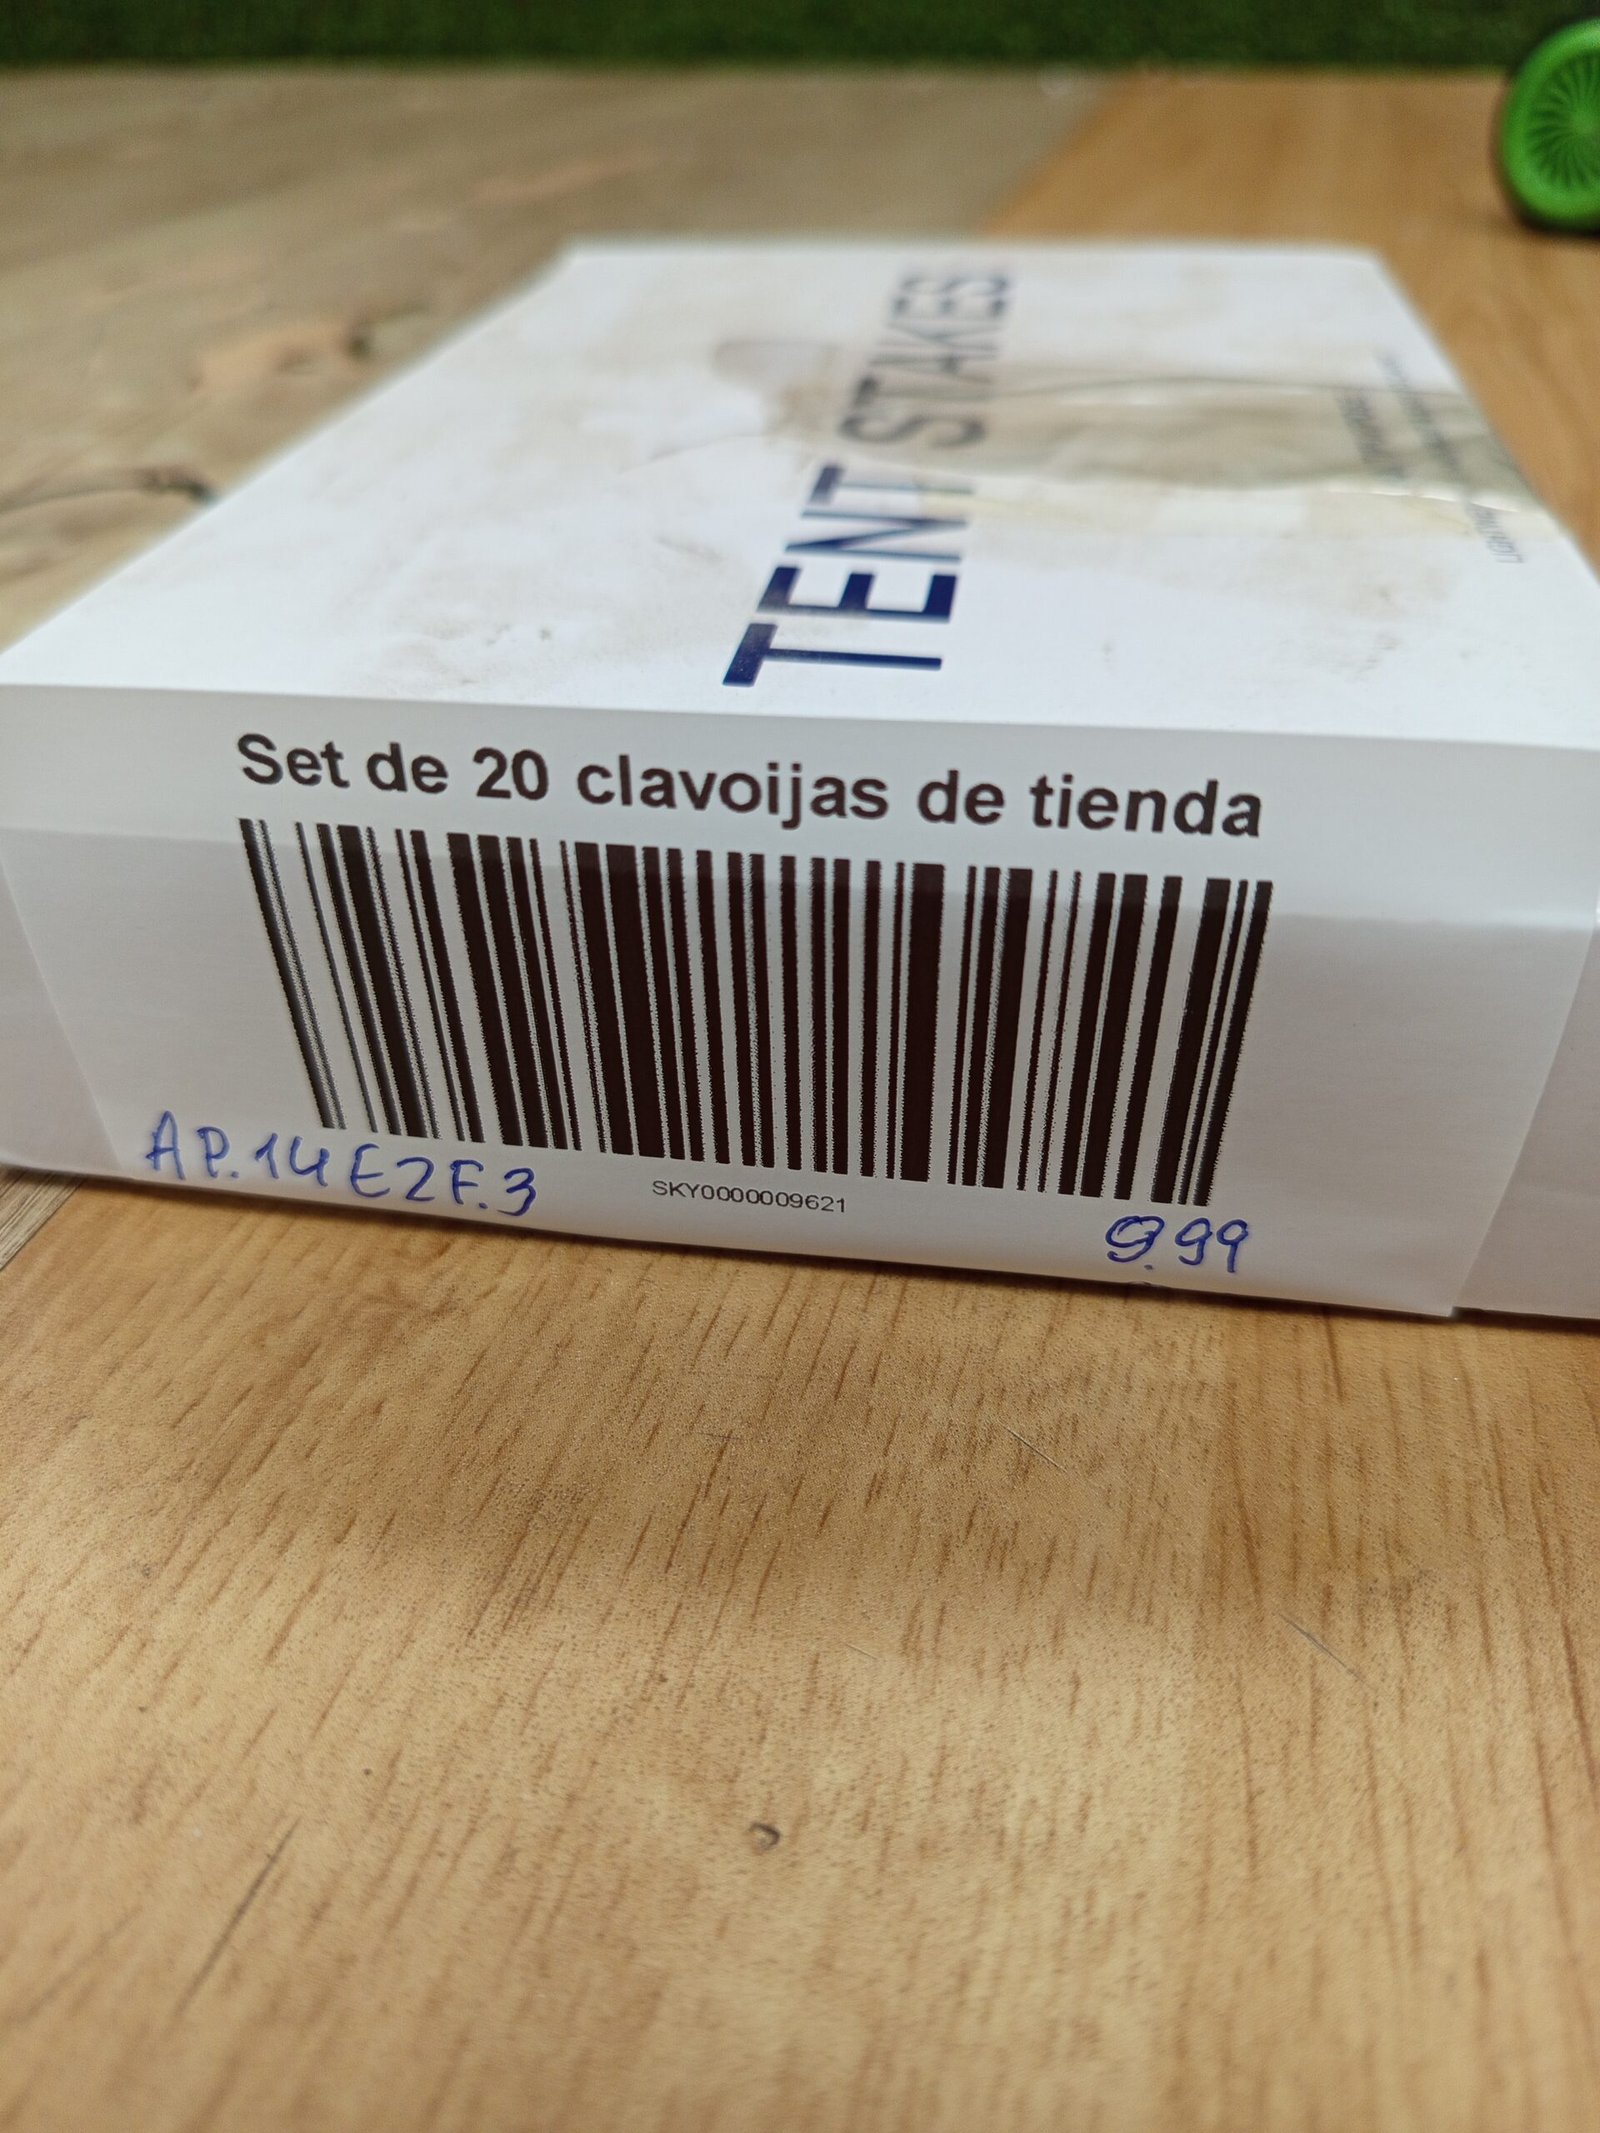 TENT STAKES
Set de 20 clavoijas de tienda
SKY0000009621
AP.14E2F.3
9.99